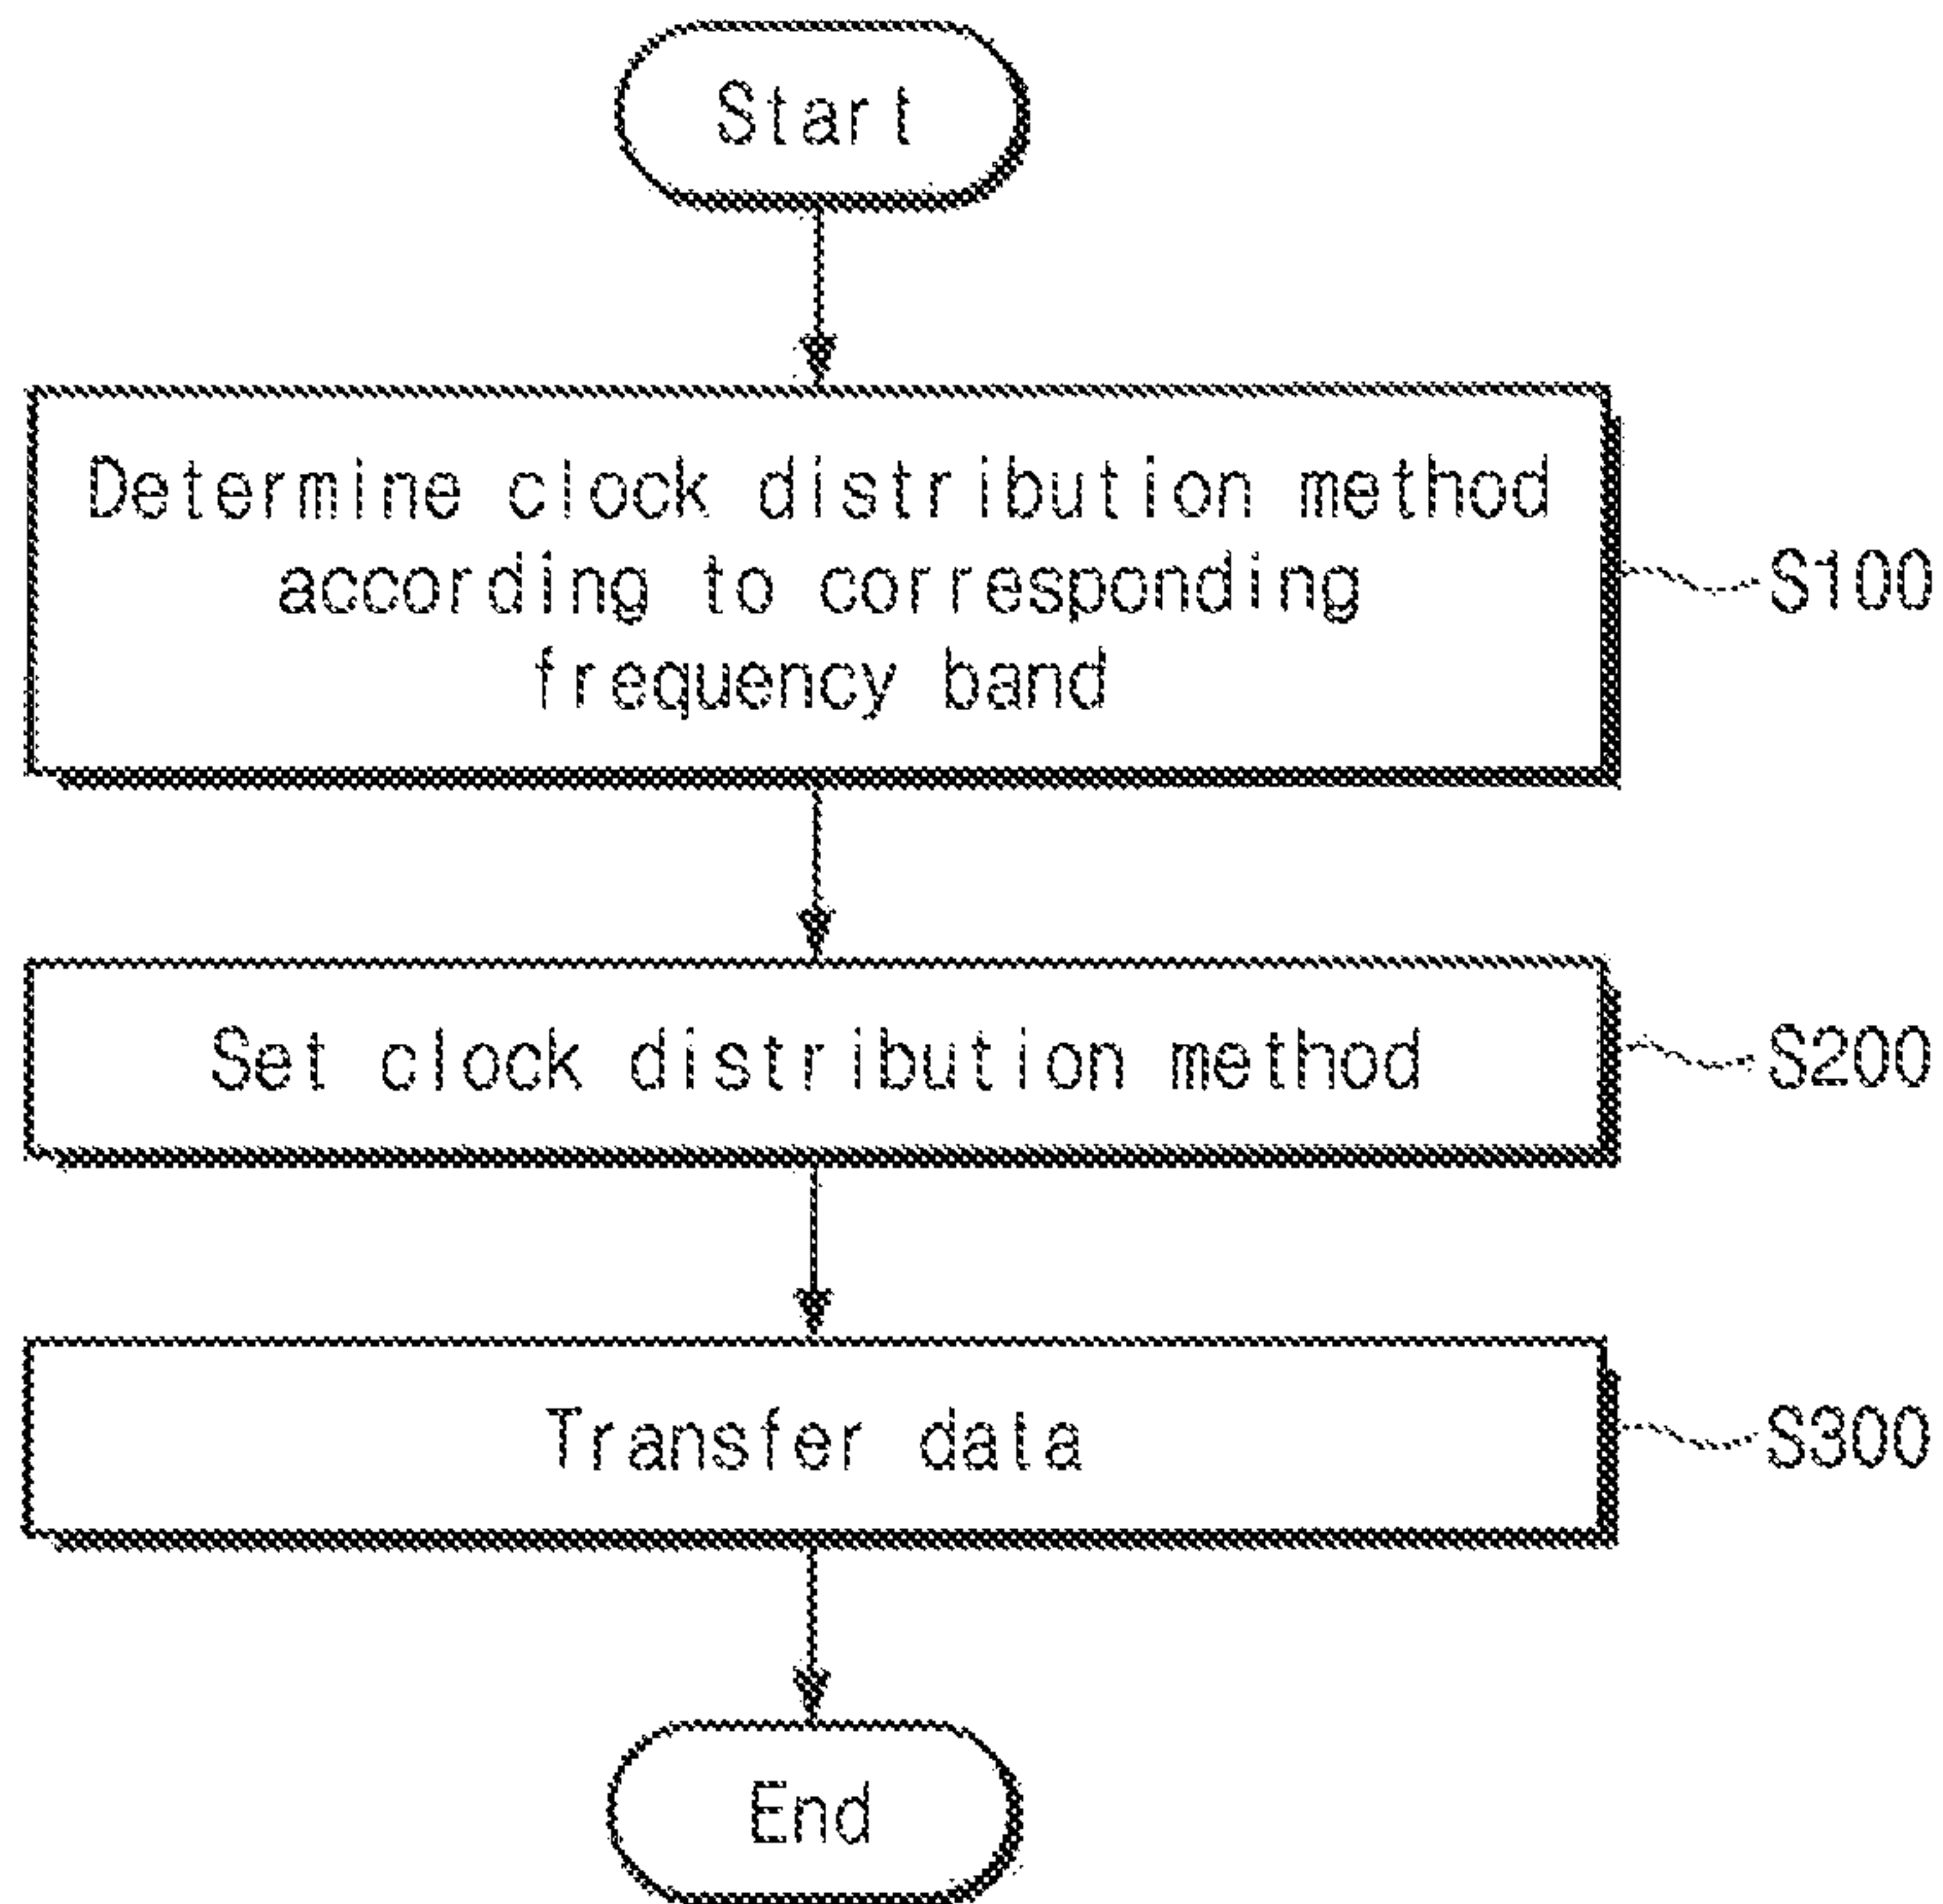 Start
Determine clock distribution method
according to corresponding
frequency band
S100
Set clock distribution method
S200
Transfer data
S300
End